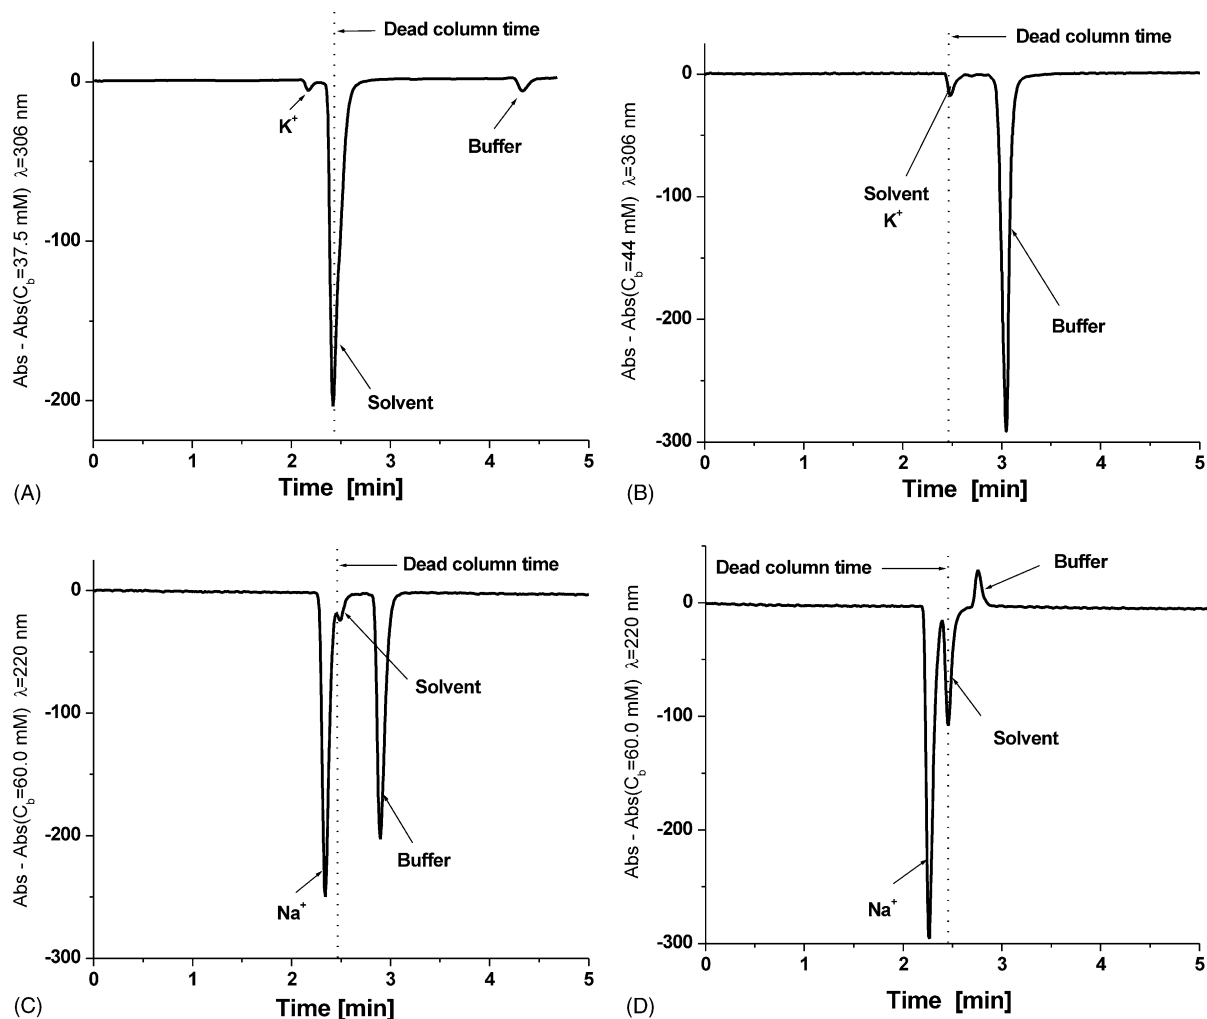 Dead column time
0
K+
Buffer
-100
Solvent
-200
0 1 2 3 4 5
Time [min]
Abs - Abs(Cb=37.5 mM) λ=306 nm
(A)
Dead column time
0
Solvent
K+
-100
-200
Buffer
-300
0 1 2 3 4 5
Time [min]
Abs - Abs(Cb=44 mM) λ=306 nm
(B)
Dead column time
0
Solvent
-100
-200
Buffer
Na+
-300
0 1 2 3 4 5
Time [min]
Abs - Abs(Cb=60.0 mM) λ=220 nm
(C)
Dead column time
Buffer
0
-100
Solvent
-200
Na+
-300
0 1 2 3 4 5
Time [min]
Abs - Abs(Cb=60.0 mM) λ=220 nm
(D)